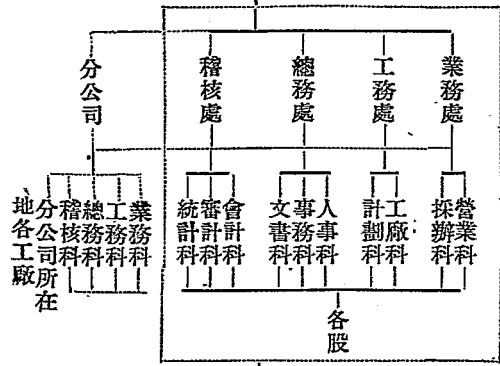 業務處
工務處
總務處
稽核處
分公司
營業科
採辦科
工廠科
計劃科
人事科
事務科
文書科
會計科
審計科
統計科
業務科
工務科
總務科
稽核科
分公司所在
地各工廠
各股